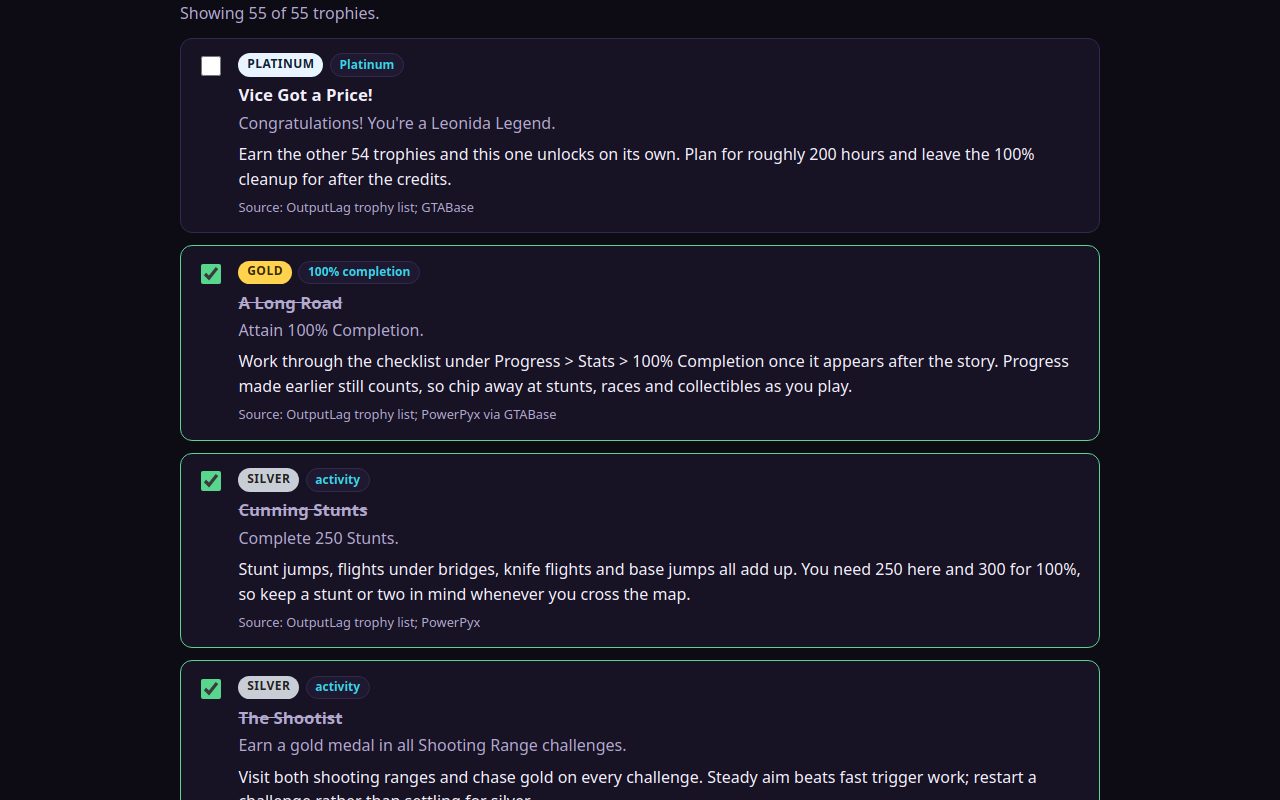 Showing 55 of 55 trophies.
PLATINUM Platinum
Vice Got a Price!
Congratulations! You're a Leonida Legend.
Earn the other 54 trophies and this one unlocks on its own. Plan for roughly 200 hours and leave the 100%
cleanup for after the credits.
Source: OutputLag trophy list; GTABase
GOLD 100% completion
A Long Road
Attain 100% Completion.
Work through the checklist under Progress > Stats > 100% Completion once it appears after the story. Progress
made earlier still counts, so chip away at stunts, races and collectibles as you play.
Source: OutputLag trophy list; PowerPyx via GTABase
SILVER activity
Cunning Stunts
Complete 250 Stunts.
Stunt jumps, flights under bridges, knife flights and base jumps all add up. You need 250 here and 300 for 100%,
so keep a stunt or two in mind whenever you cross the map.
Source: OutputLag trophy list; PowerPyx
SILVER activity
The Shootist
Earn a gold medal in all Shooting Range challenges.
Visit both shooting ranges and chase gold on every challenge. Steady aim beats fast trigger work; restart a
challenge rather than settling for silver.